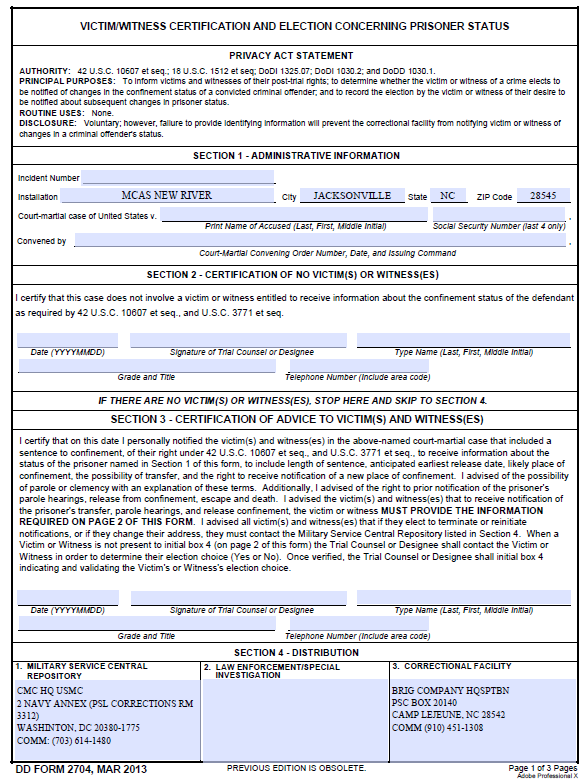 VICTIM/WITNESS CERTIFICATION AND ELECTION CONCERNING PRISONER STATUS
PRIVACY ACT STATEMENT
AUTHORITY: 42 U.S.C. 10607 et seq.; 18 U.S.C. 1512 et seq; DoDI 1325.07; DoDI 1030.2; and DoDD 1030.1.
PRINCIPAL PURPOSES: To inform victims and witnesses of their post-trial rights; to determine whether the victim or witness of a crime elects to
be notified of changes in the confinement status of a convicted criminal offender; and to record the election by the victim or witness of their desire to
be notified about subsequent changes in prisoner status.
ROUTINE USES: None.
DISCLOSURE: Voluntary; however, failure to provide identifying information will prevent the correctional facility from notifying victim or witness of
changes in a criminal offender's status.
SECTION 1 - ADMINISTRATIVE INFORMATION
Incident Number
Installation MCAS NEW RIVER City JACKSONVILLE State NC ZIP Code 28545
Court-martial case of United States v. , ,
Print Name of Accused (Last, First, Middle Initial) Social Security Number (last 4 only)
Convened by .
Court-Martial Convening Order Number, Date, and Issuing Command
SECTION 2 - CERTIFICATION OF NO VICTIM(S) OR WITNESS(ES)
I certify that this case does not involve a victim or witness entitled to receive information about the confinement status of the defendant
as required by 42 U.S.C. 10607 et seq., and U.S.C. 3771 et seq.
Date (YYYYMMDD) Signature of Trial Counsel or Designee Type Name (Last, First, Middle Initial)
Grade and Title Telephone Number (Include area code)
IF THERE ARE NO VICTIM(S) OR WITNESS(ES), STOP HERE AND SKIP TO SECTION 4.
SECTION 3 - CERTIFICATION OF ADVICE TO VICTIM(S) AND WITNESS(ES)
I certify that on this date I personally notified the victim(s) and witness(es) in the above-named court-martial case that included a
sentence to confinement, of their right under 42 U.S.C. 10607 et seq., and U.S.C. 3771 et seq., to receive information about the
status of the prisoner named in Section 1 of this form, to include length of sentence, anticipated earliest release date, likely place of
confinement, the possibility of transfer, and the right to receive notification of a new place of confinement. I advised of the possibility
of parole or clemency with an explanation of these terms. Additionally, I advised of the right to prior notification of the prisoner's
parole hearings, release from confinement, escape and death. I advised the victim(s) and witness(es) that to receive notification of
the prisoner's transfer, parole hearings, and release confinement, the victim or witness MUST PROVIDE THE INFORMATION
REQUIRED ON PAGE 2 OF THIS FORM. I advised all victim(s) and witness(es) that if they elect to terminate or reinitiate
notifications, or if they change their address, they must contact the Military Service Central Repository listed in Section 4. When a
Victim or Witness is not present to initial box 4 (on page 2 of this form) the Trial Counsel or Designee shall contact the Victim or
Witness in order to determine their election choice (Yes or No). Once verified, the Trial Counsel or Designee shall initial box 4
indicating and validating the Victim's or Witness's election choice.
Date (YYYYMMDD) Signature of Trial Counsel or Designee Type Name (Last, First, Middle Initial)
Grade and Title Telephone Number (Include area code)
SECTION 4 - DISTRIBUTION
1. MILITARY SERVICE CENTRAL
REPOSITORY
CMC HQ USMC
2 NAVY ANNEX (PSL CORRECTIONS RM
3312)
WASHINTON, DC 20380-1775
COMM: (703) 614-1480
2. LAW ENFORCEMENT/SPECIAL
INVESTIGATION
3. CORRECTIONAL FACILITY
BRIG COMPANY HQSPTBN
PSC BOX 20140
CAMP LEJEUNE, NC 28542
COMM (910) 451-1308
DD FORM 2704, MAR 2013 PREVIOUS EDITION IS OBSOLETE. Page 1 of 3 Pages
Adobe Professional X